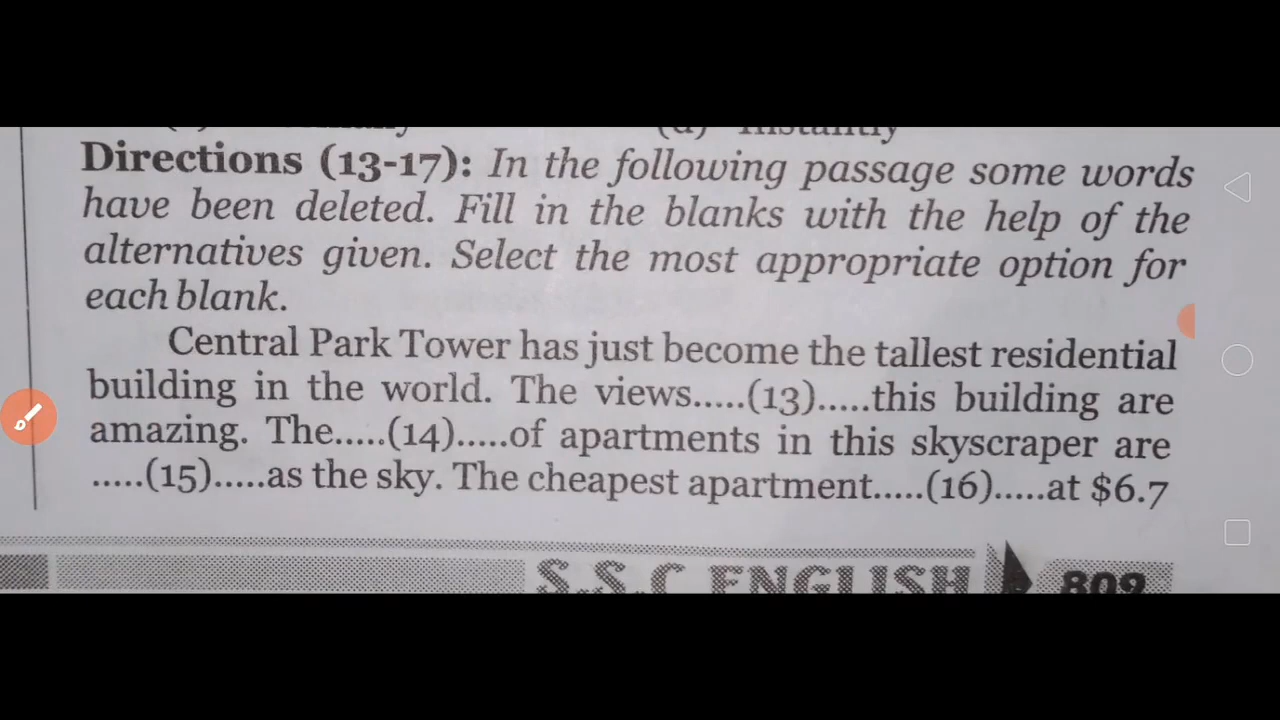 (d) Instantly
Directions (13-17): In the following passage some words
have been deleted. Fill in the blanks with the help of the
alternatives given. Select the most appropriate option for
each blank.
Central Park Tower has just become the tallest residential
building in the world. The views.....(13).....this building are
amazing. The.....(14).....of apartments in this skyscraper are
.....(15).....as the sky. The cheapest apartment.....(16).....at $6.7
S.S.C ENGLISH 809